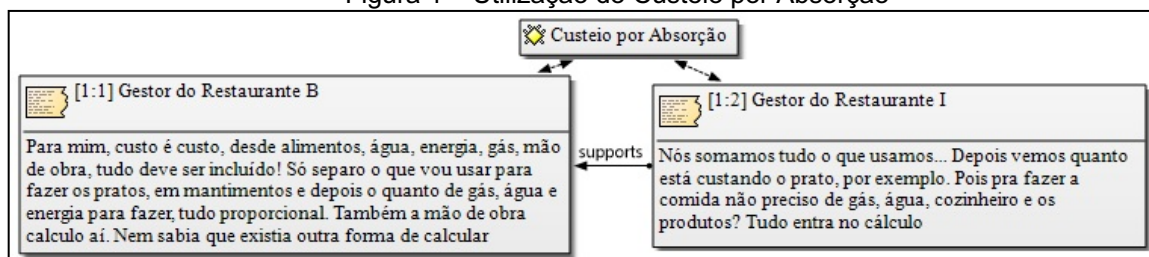 Figura 1 – Utilização do Custeio por Absorção
Custeio por Absorção
[1:1] Gestor do Restaurante B
Para mim, custo é custo, desde alimentos, água, energia, gás, mão
de obra, tudo deve ser incluído! Só separo o que vou usar para
fazer os pratos, em mantimentos e depois o quanto de gás, água e
energia para fazer, tudo proporcional. Também a mão de obra
calculo aí. Nem sabia que existia outra forma de calcular
supports
[1:2] Gestor do Restaurante I
Nós somamos tudo o que usamos... Depois vemos quanto
está custando o prato, por exemplo. Pois pra fazer a
comida não preciso de gás, água, cozinheiro e os
produtos? Tudo entra no cálculo